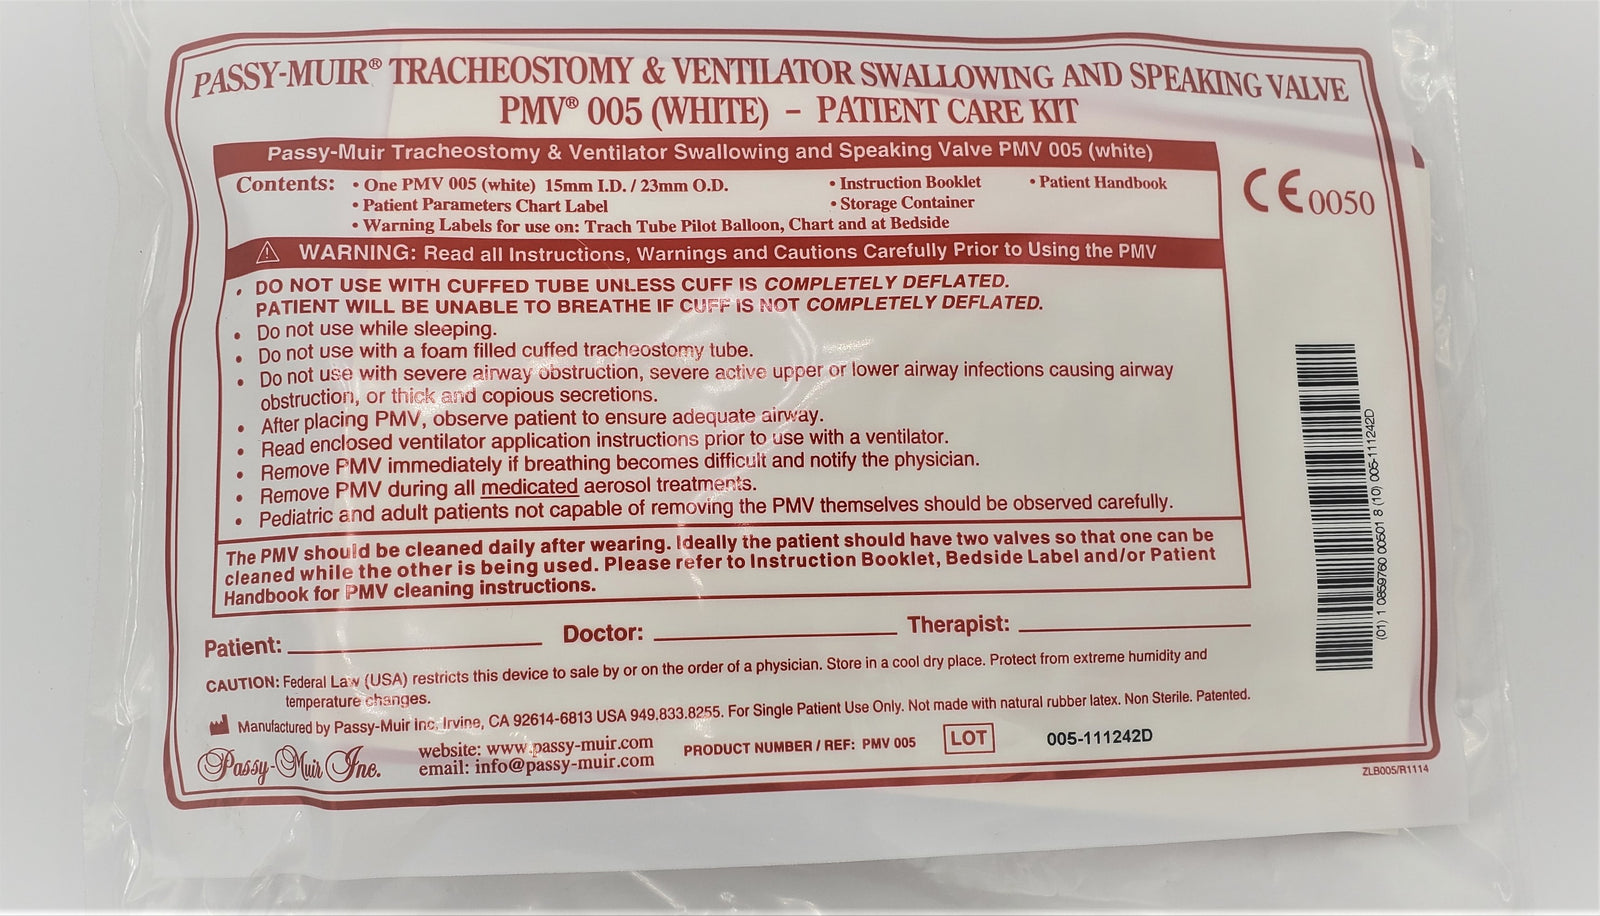 PASSY-MUIR® TRACHEOSTOMY & VENTILATOR SWALLOWING AND SPEAKING VALVE
PMV® 005 (WHITE) – PATIENT CARE KIT
Passy-Muir Tracheostomy & Ventilator Swallowing and Speaking Valve PMV 005 (white)
Contents: • One PMV 005 (white) 15mm I.D. / 23mm O.D. • Instruction Booklet • Patient Handbook
• Patient Parameters Chart Label • Storage Container
• Warning Labels for use on: Trach Tube Pilot Balloon, Chart and at Bedside
CE 0050
⚠ WARNING: Read all Instructions, Warnings and Cautions Carefully Prior to Using the PMV
• DO NOT USE WITH CUFFED TUBE UNLESS CUFF IS COMPLETELY DEFLATED.
PATIENT WILL BE UNABLE TO BREATHE IF CUFF IS NOT COMPLETELY DEFLATED.
• Do not use while sleeping.
• Do not use with a foam filled cuffed tracheostomy tube.
• Do not use with severe airway obstruction, severe active upper or lower airway infections causing airway
obstruction, or thick and copious secretions.
• After placing PMV, observe patient to ensure adequate airway.
• Read enclosed ventilator application instructions prior to use with a ventilator.
• Remove PMV immediately if breathing becomes difficult and notify the physician.
• Remove PMV during all medicated aerosol treatments.
• Pediatric and adult patients not capable of removing the PMV themselves should be observed carefully.
The PMV should be cleaned daily after wearing. Ideally the patient should have two valves so that one can be
cleaned while the other is being used. Please refer to Instruction Booklet, Bedside Label and/or Patient
Handbook for PMV cleaning instructions.
(01) 1 0859760 00501 8 (10) 005-111242D
Patient: Doctor: Therapist:
CAUTION: Federal Law (USA) restricts this device to sale by or on the order of a physician. Store in a cool dry place. Protect from extreme humidity and
temperature changes.
Manufactured by Passy-Muir Inc. Irvine, CA 92614-6813 USA 949.833.8255. For Single Patient Use Only. Not made with natural rubber latex. Non Sterile. Patented.
Passy-Muir Inc. website: www.passy-muir.com PRODUCT NUMBER / REF: PMV 005 LOT 005-111242D
email: info@passy-muir.com
ZLB005/R1114